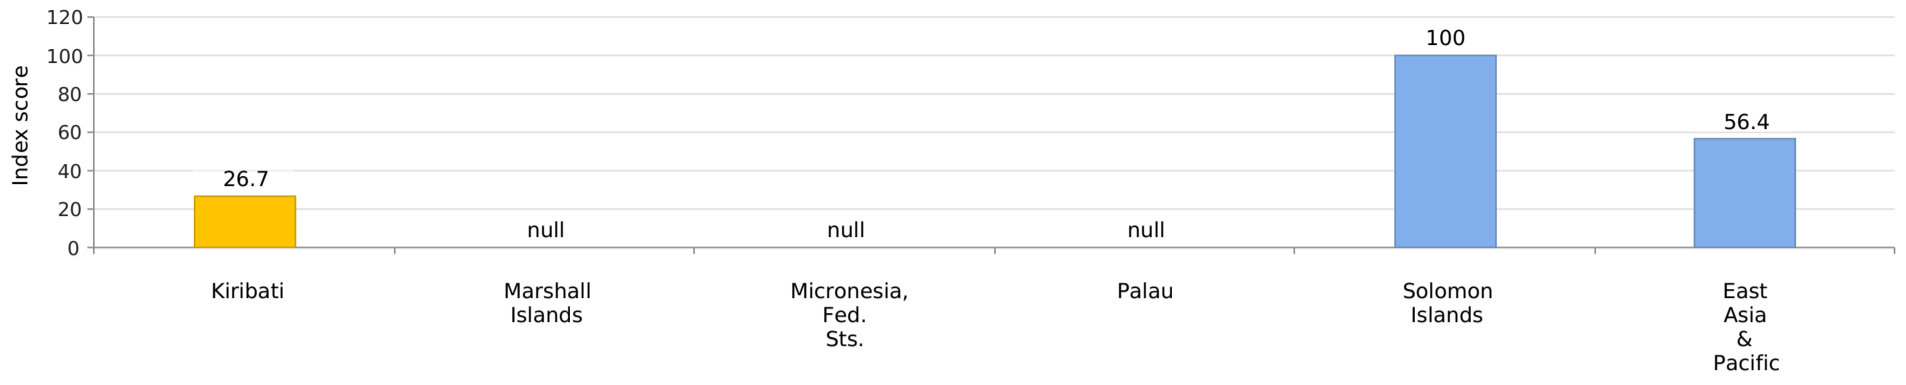 Index score
120
100
80
60
40
20
0
26.7
null
null
null
100
56.4
Kiribati
Marshall
Islands
Micronesia,
Fed.
Sts.
Palau
Solomon
Islands
East
Asia
&
Pacific